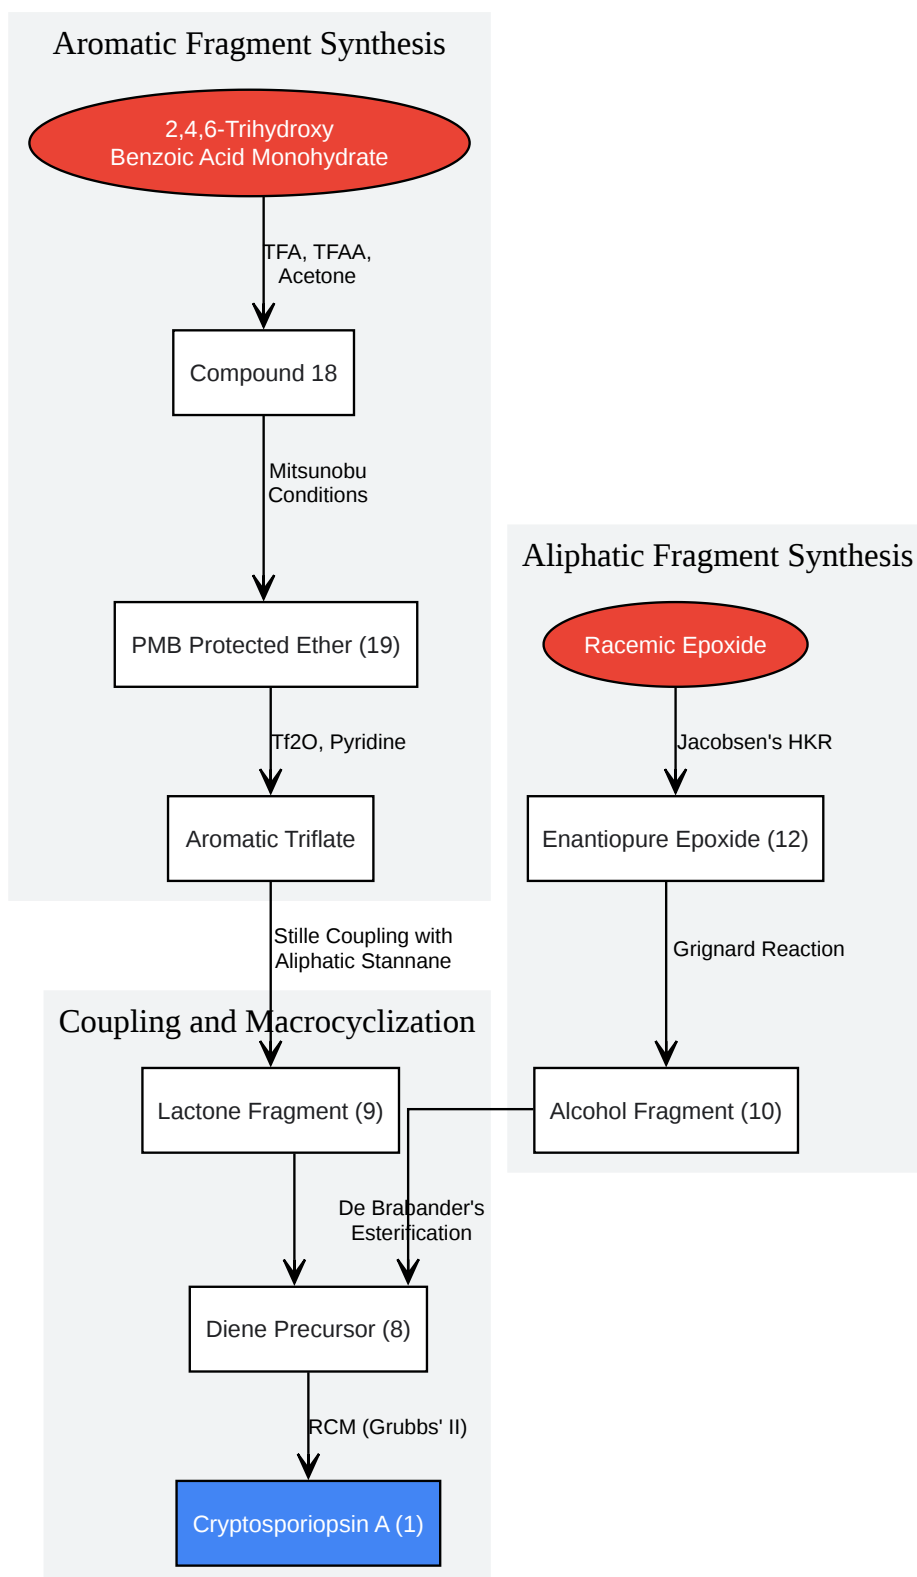 Aromatic Fragment Synthesis
2,4,6-Trihydroxy
Benzoic Acid Monohydrate
TFA, TFAA,
Acetone
Compound 18
Mitsunobu
Conditions
PMB Protected Ether (19)
Tf2O, Pyridine
Aromatic Triflate
Aliphatic Fragment Synthesis
Racemic Epoxide
Jacobsen's HKR
Enantiopure Epoxide (12)
Grignard Reaction
Alcohol Fragment (10)
Stille Coupling with
Aliphatic Stannane
Coupling and Macrocyclization
Lactone Fragment (9)
De Brabander's
Esterification
Diene Precursor (8)
RCM (Grubbs' II)
Cryptosporiopsin A (1)